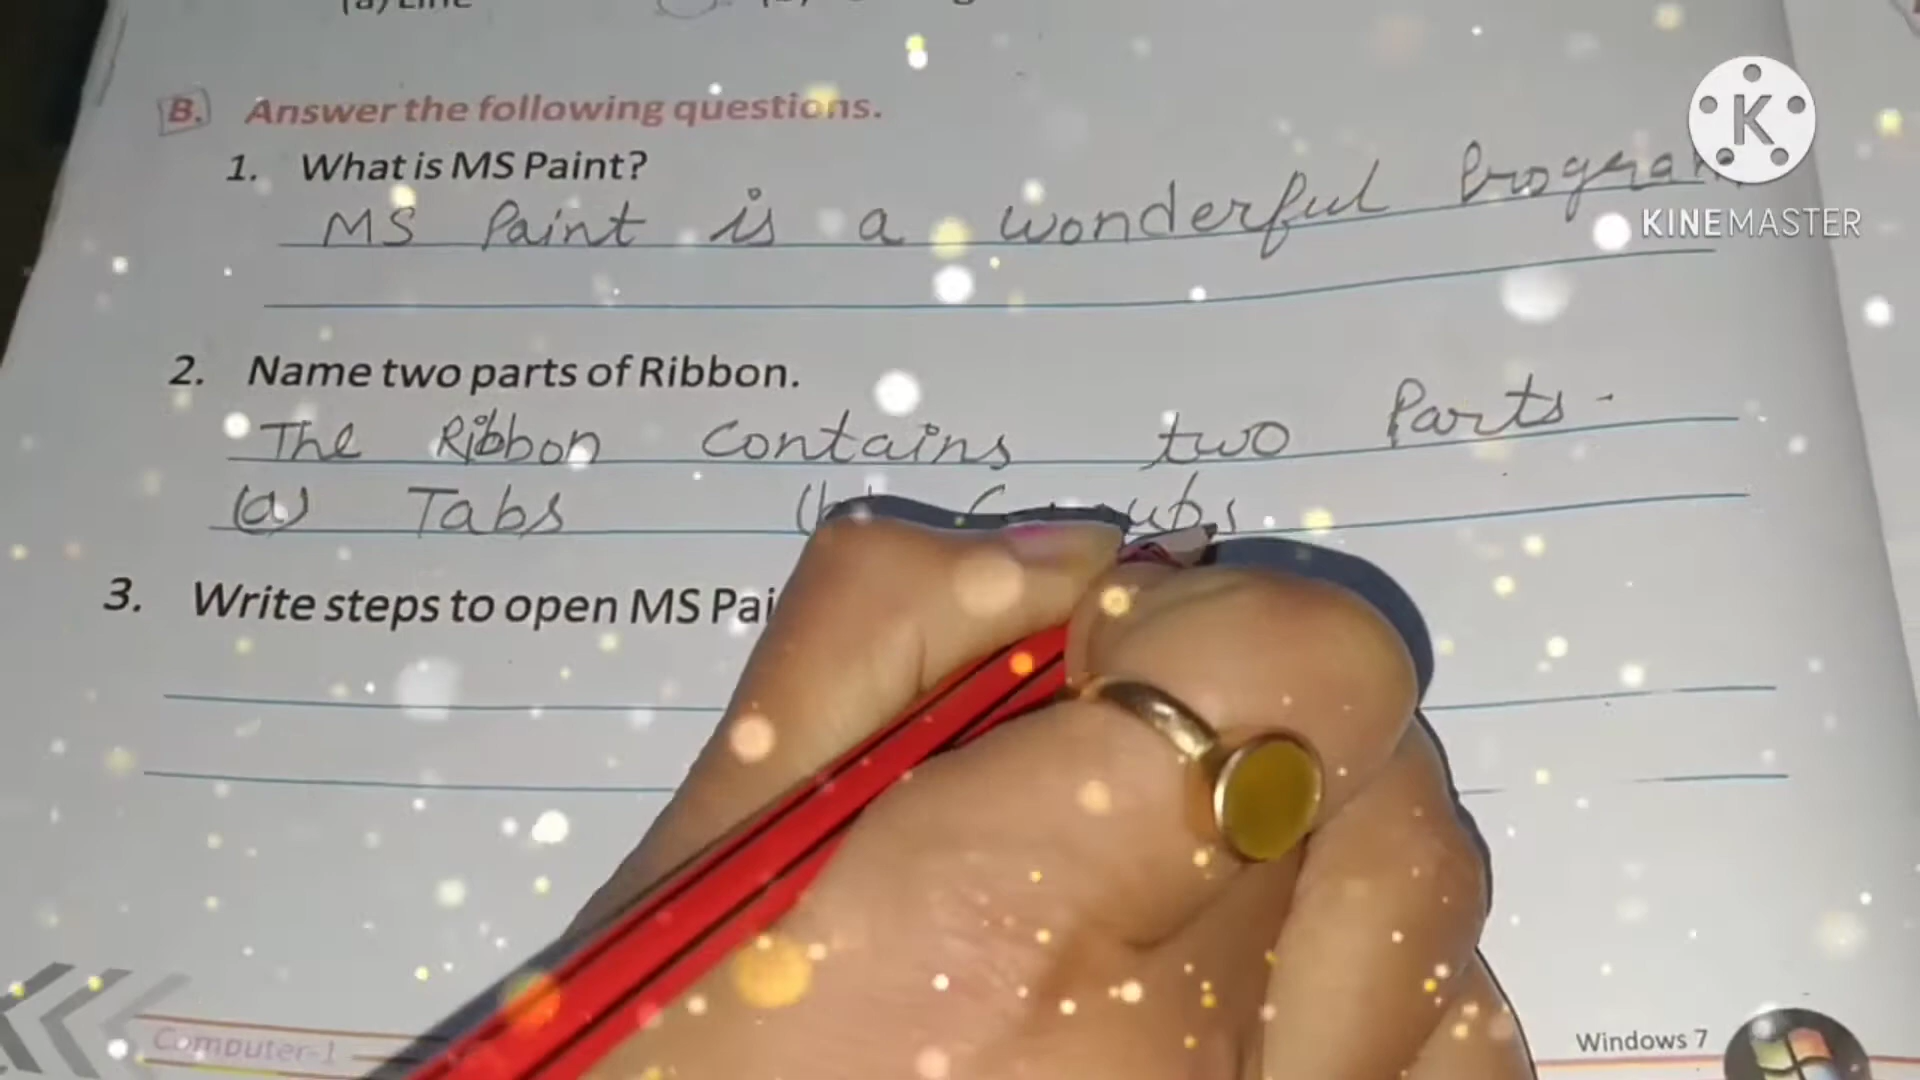 B. Answer the following questions.
1. What is MS Paint?
MS Paint is a wonderful Program
KINEMASTER
2. Name two parts of Ribbon.
The Ribbon Contains two Parts.
(a) Tabs
3. Write steps to open MS Pai
Computer-1
Windows 7